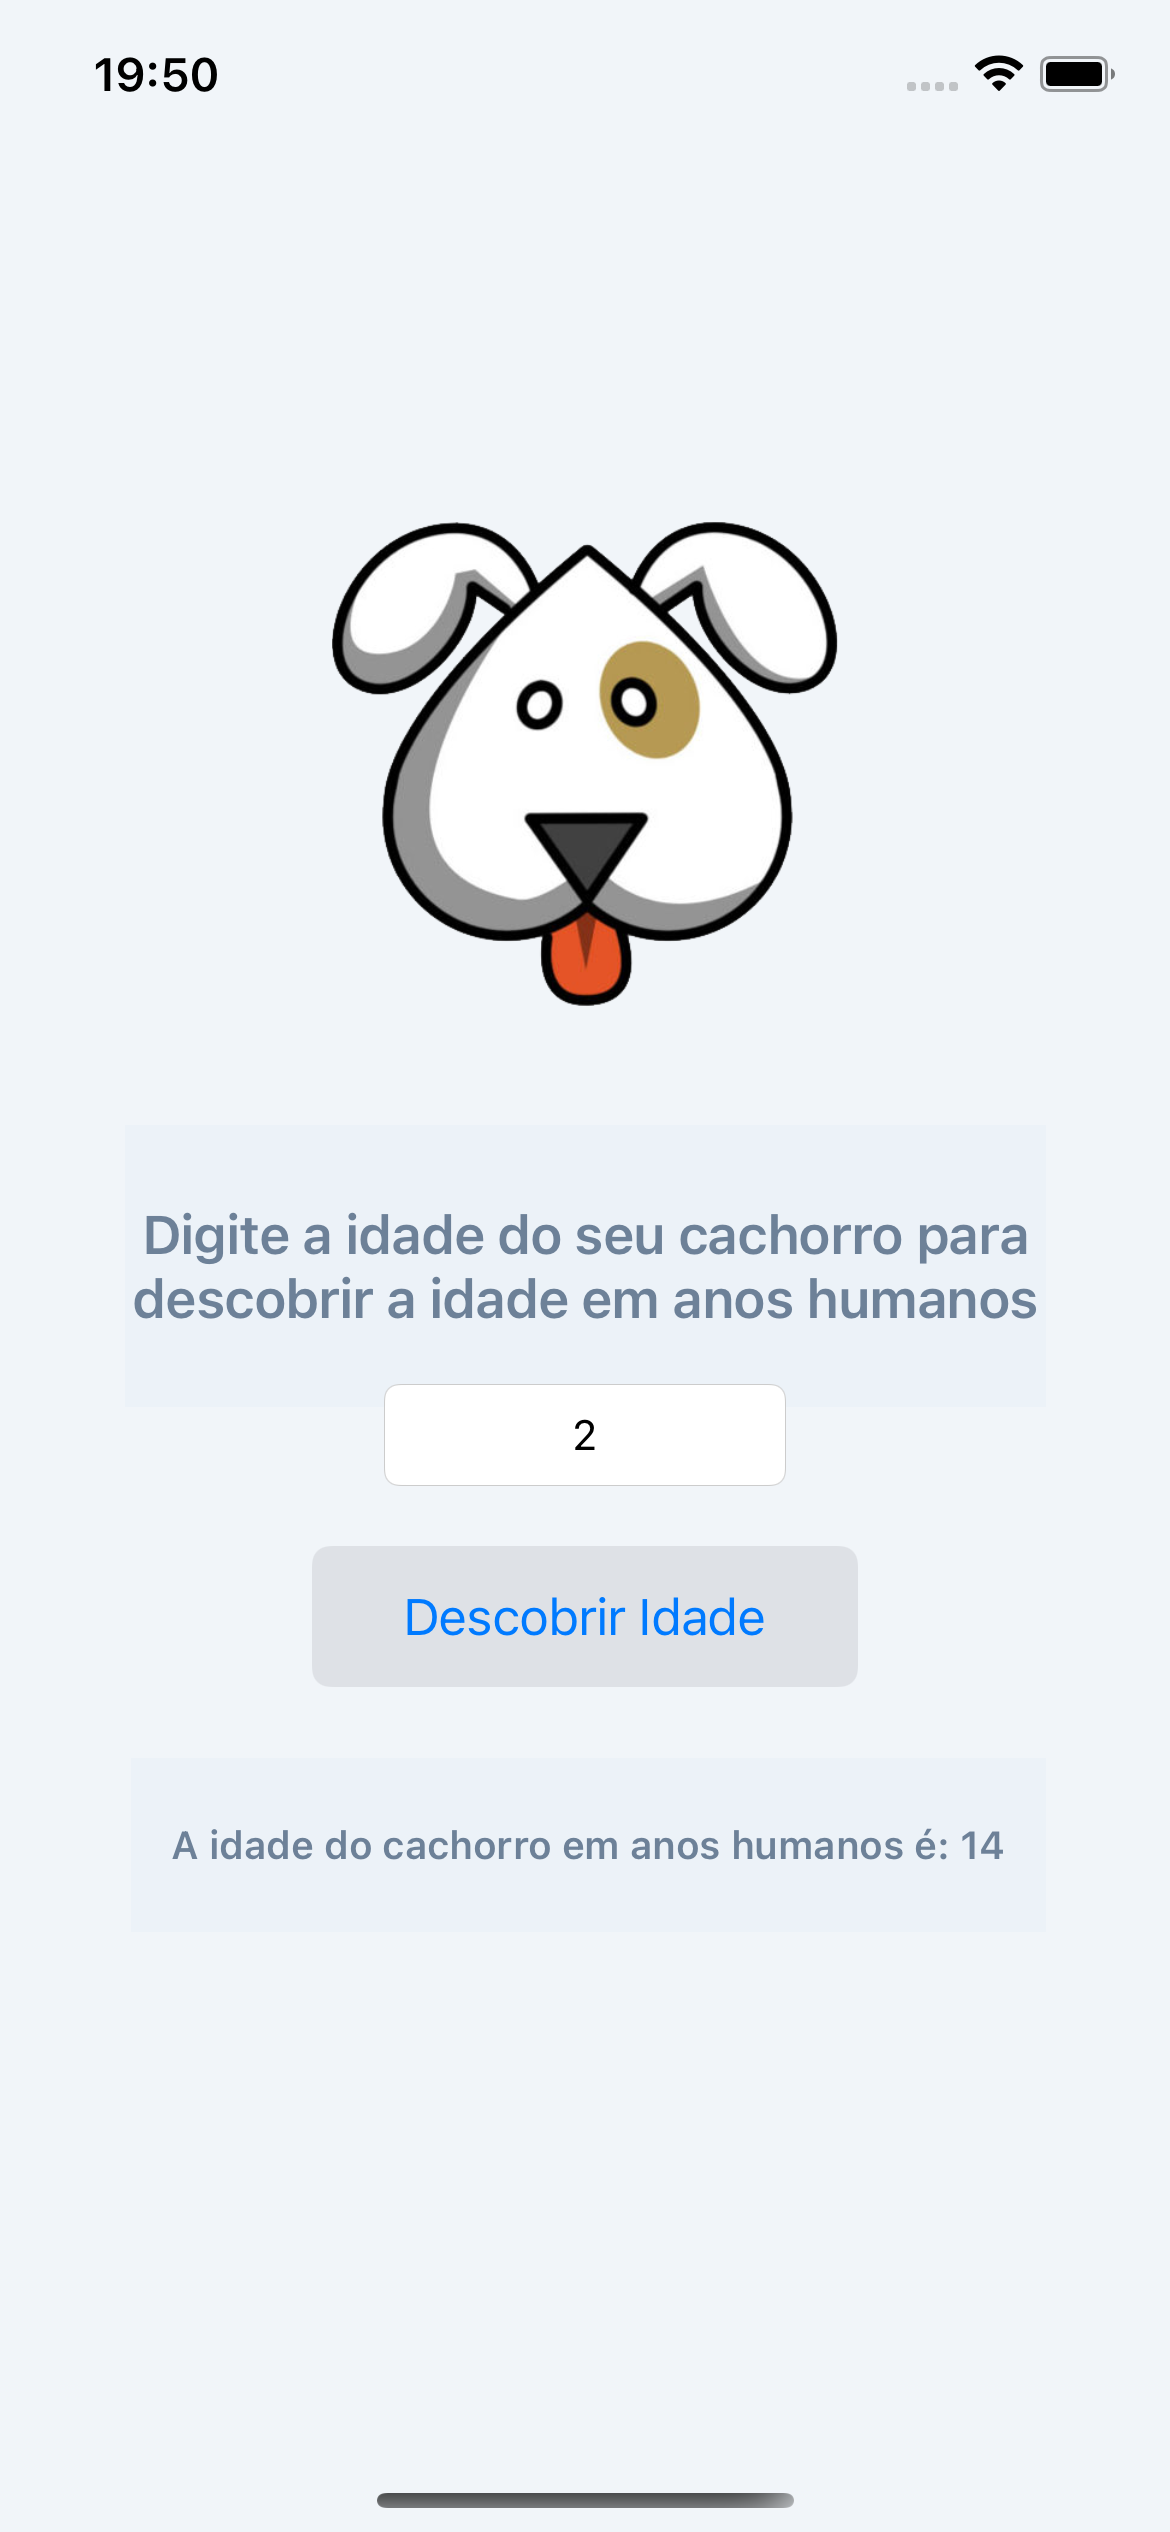 19:50
Digite a idade do seu cachorro para
descobrir a idade em anos humanos
2
Descobrir Idade
A idade do cachorro em anos humanos é: 14